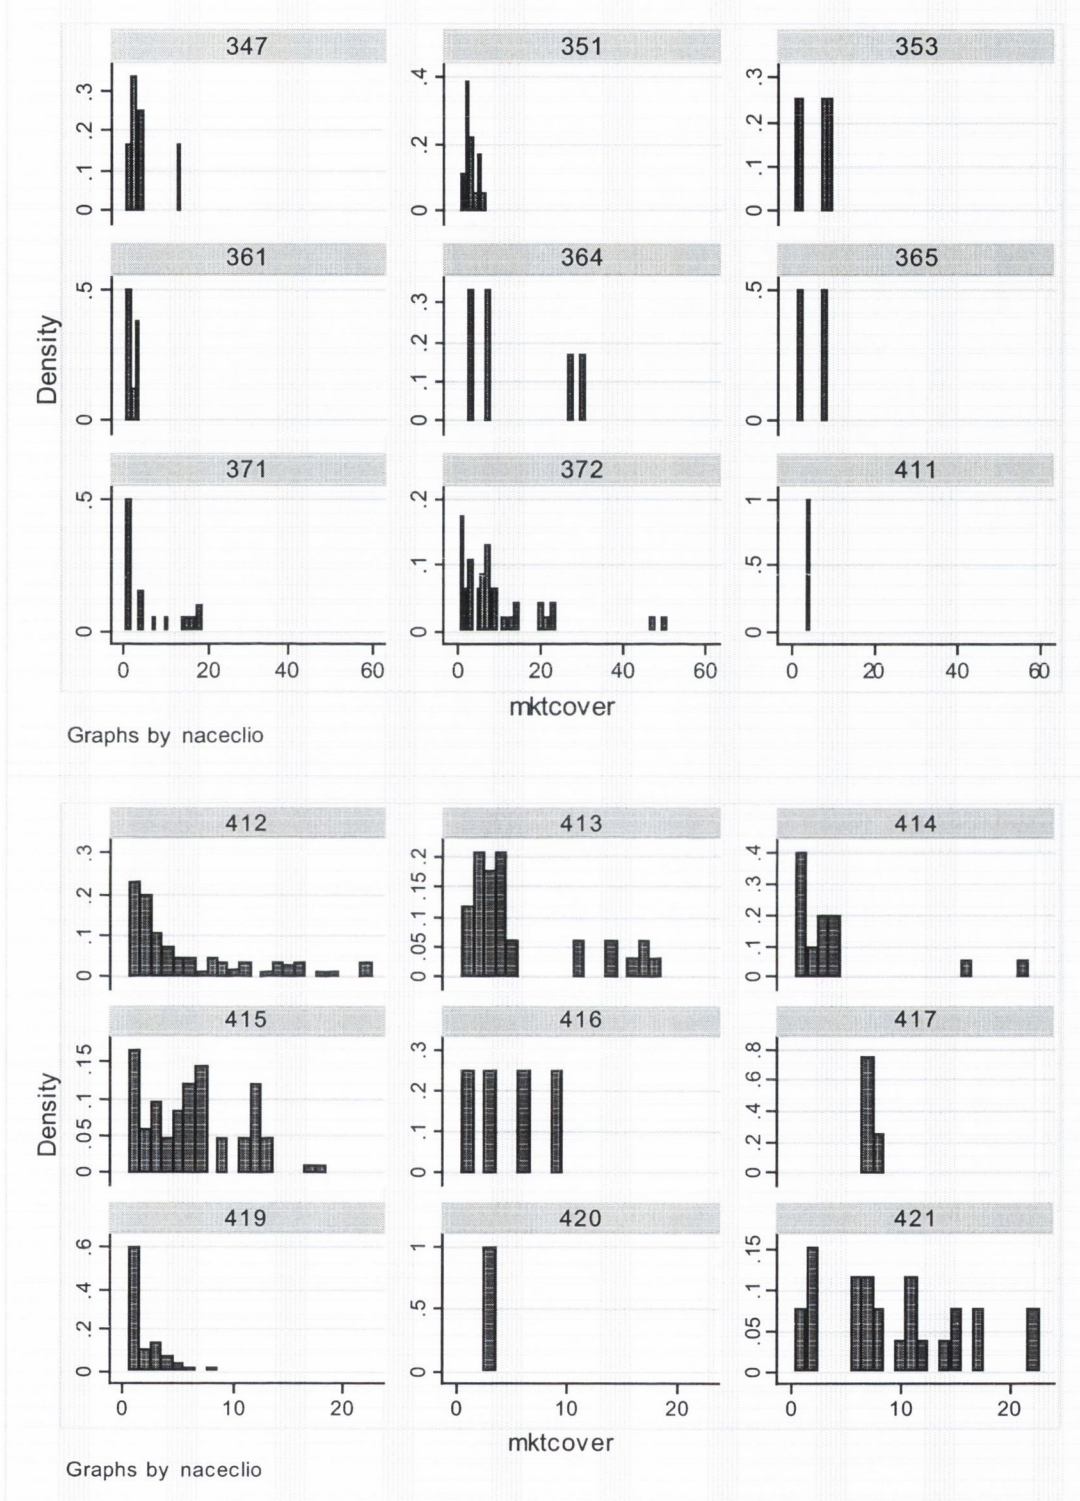 347 351 353
.3 .4 .3
.2 .2 .2
.1 .1
0 0 0
361 364 365
.5 .3 .5
.2
.1
0 0 0
371 372 411
.5 .2 1
.1 .5
0 0 0
Density
0 20 40 60 0 20 40 60 0 20 40 60
mktcover
Graphs by naceclio
412 413 414
.3 .2 .4
.2 .15 .3
.1 .1 .2
.05 .1
0 0 0
415 416 417
.15 .3 .8
.1 .2 .6
.05 .1 .4
.2
0 0 0
419 420 421
.6 1 .15
.4 .5 .1
.2 .05
0 0 0
Density
0 10 20 0 10 20 0 10 20
mktcover
Graphs by naceclio